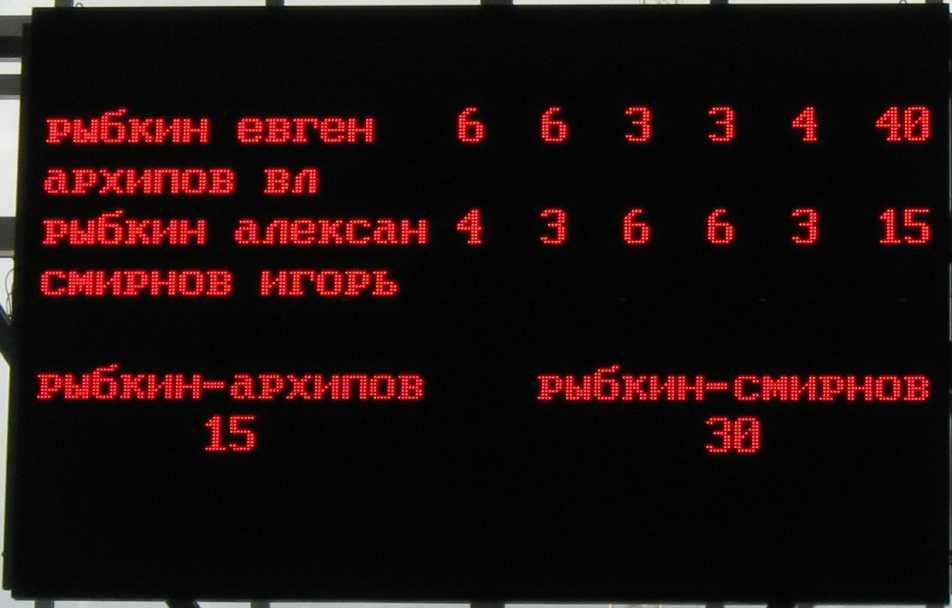 рыбкин евген 6 6 3 3 4 40
архипов вл
рыбкин алексан 4 3 6 6 3 15
смирнов игорь
рыбкин-архипов рыбкин-смирнов
15 30